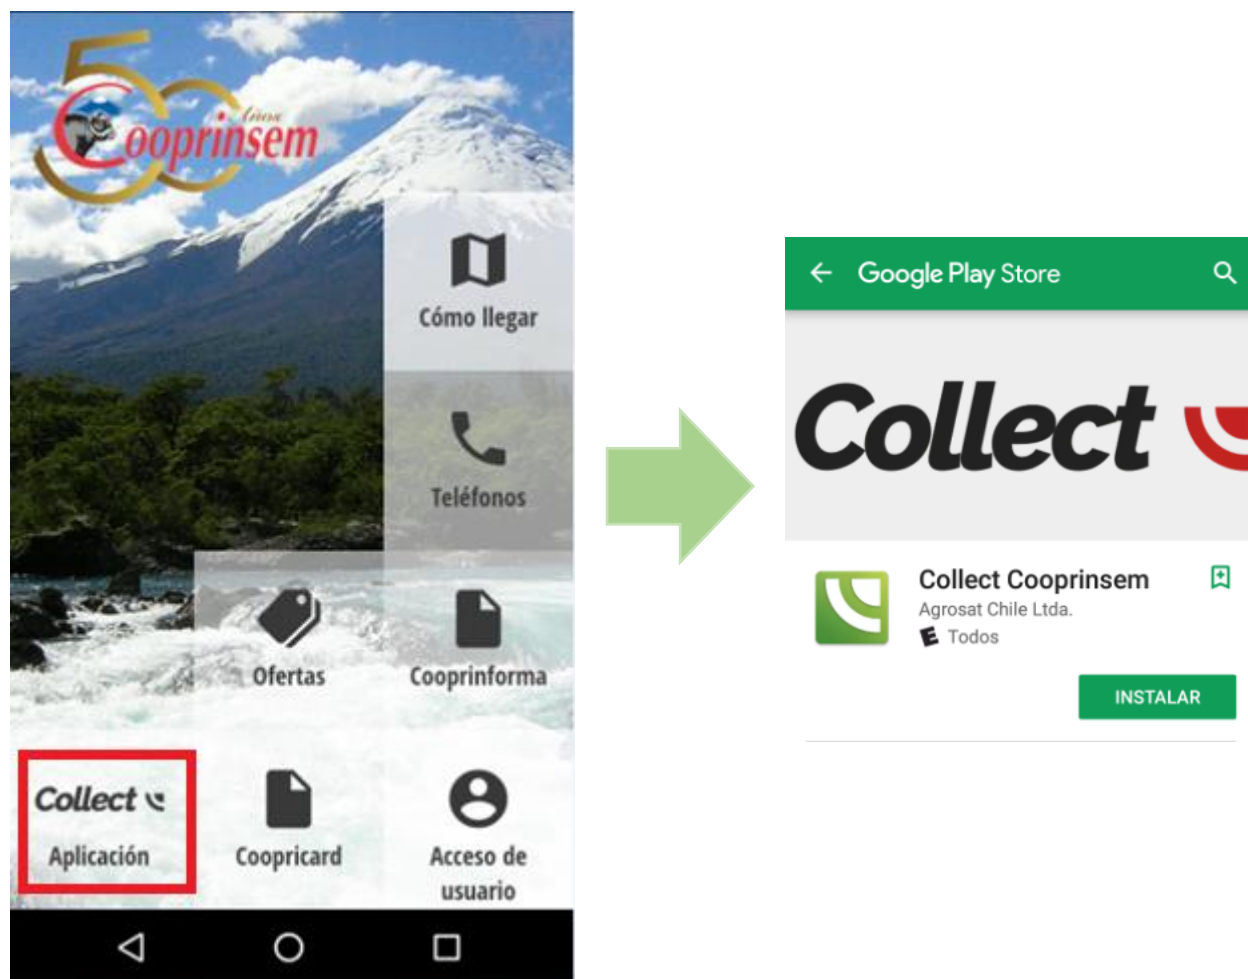 50 Años
Cooprinsem
Cómo llegar
Teléfonos
Ofertas
Cooprinforma
Collect
Aplicación
Coopricard
Acceso de
usuario
Google Play Store
Collect
Collect Cooprinsem
Agrosat Chile Ltda.
E Todos
INSTALAR